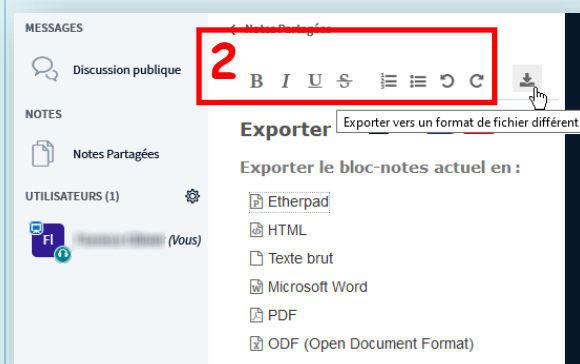 MESSAGES
Discussion publique
NOTES
Notes Partagées
UTILISATEURS (1)
FI
(Vous)
Notes Partagées
2
B I U S
Exporter vers un format de fichier différent
Exporter
Exporter le bloc-notes actuel en :
Etherpad
HTML
Texte brut
Microsoft Word
PDF
ODF (Open Document Format)